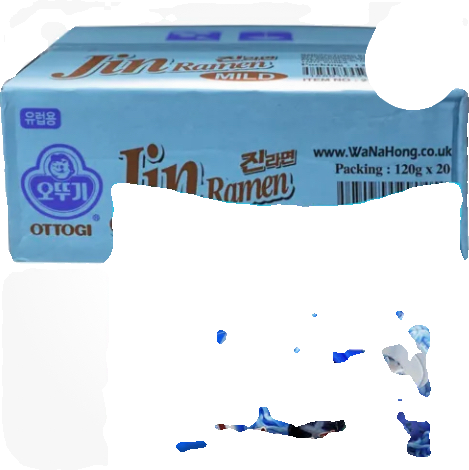 Jin Ramen 진라면
MILD
유럽용
오뚜기
OTTOGI
Jin Ramen 진라면
www.WaNaHong.co.uk
Packing : 120g x 20